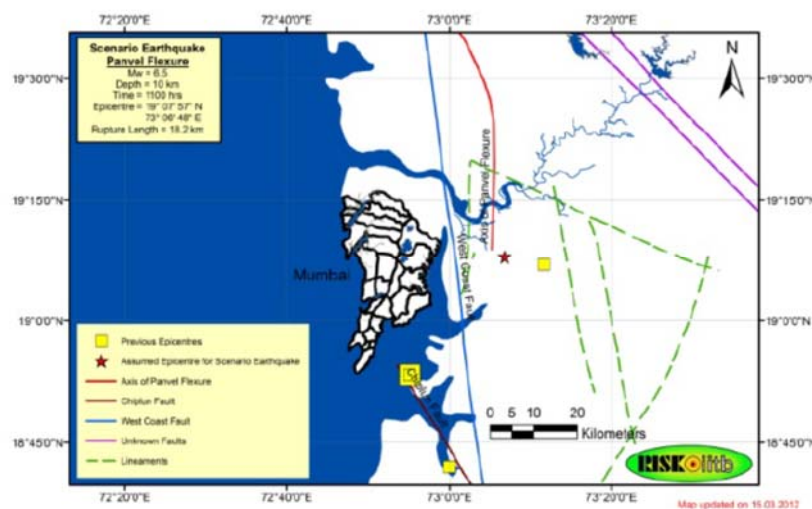 72°20'0"E 72°40'0"E 73°0'0"E 73°20'0"E
Scenario Earthquake
Panvel Flexure
Mw = 6.5
Depth = 10 km
Time = 1100 hrs
Epicentre = 19° 07' 57" N
73° 06' 48" E
Rupture Length = 18.2 km
N
19°30'0"N 19°30'0"N
Axis of Panvel Flexure
19°15'0"N 19°15'0"N
West Coast Fault
Mumbai
19°0'0"N 19°0'0"N
Previous Epicentres
Assumed Epicentre for Scenario Earthquake
Axis of Panvel Flexure
Chiplun Fault
West Coast Fault
Unknown Faults
Lineaments
0 5 10 20
Kilometers
18°45'0"N 18°45'0"N
RISK
72°20'0"E 72°40'0"E 73°0'0"E 73°20'0"E
Map updated on 15.03.2012